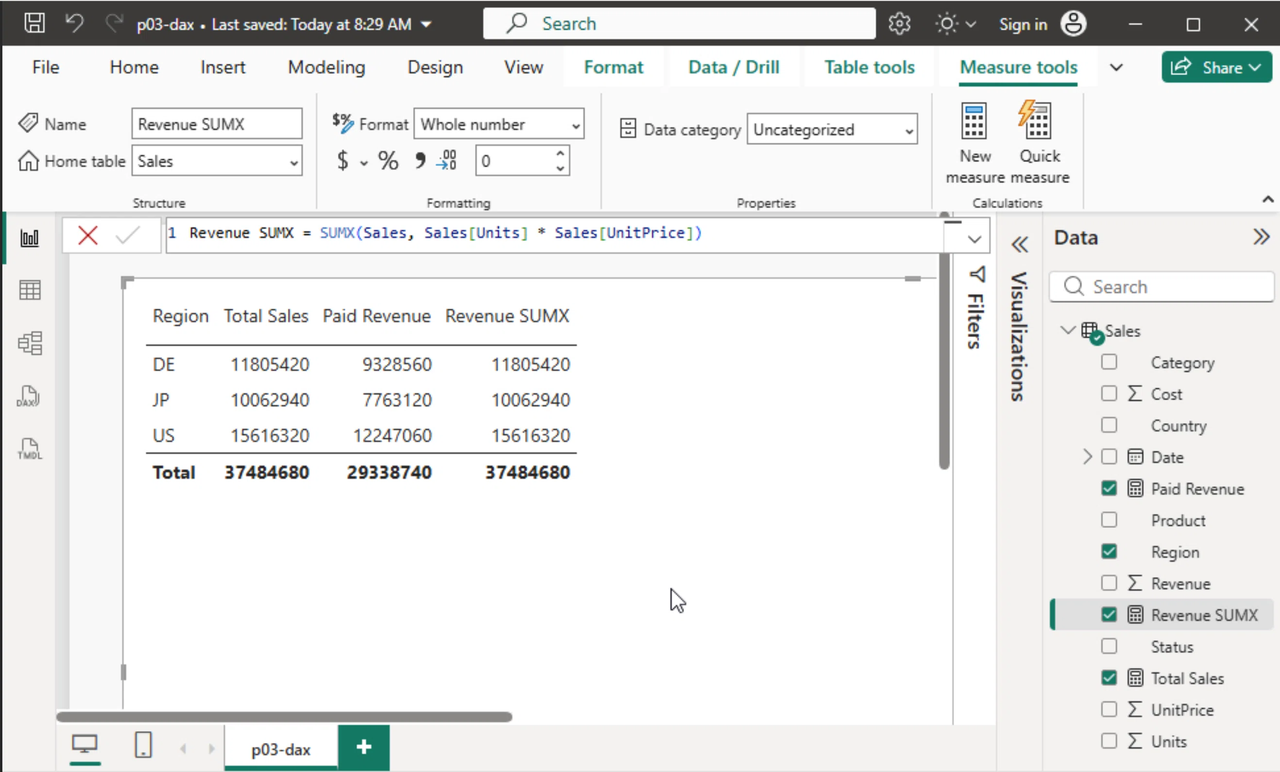 p03-dax • Last saved: Today at 8:29 AM
Search
Sign in
File Home Insert Modeling Design View Format Data / Drill Table tools Measure tools
Share
Name Revenue SUMX
Home table Sales
Structure
$% Format Whole number
$ % 0
Formatting
Data category Uncategorized
Properties
New measure
Quick measure
Calculations
1 Revenue SUMX = SUMX(Sales, Sales[Units] * Sales[UnitPrice])
DAX
TMDL
Region Total Sales Paid Revenue Revenue SUMX
DE 11805420 9328560 11805420
JP 10062940 7763120 10062940
US 15616320 12247060 15616320
Total 37484680 29338740 37484680
Filters
Visualizations
Data
Search
Sales
Category
Cost
Country
Date
Paid Revenue
Product
Region
Revenue
Revenue SUMX
Status
Total Sales
UnitPrice
Units
p03-dax